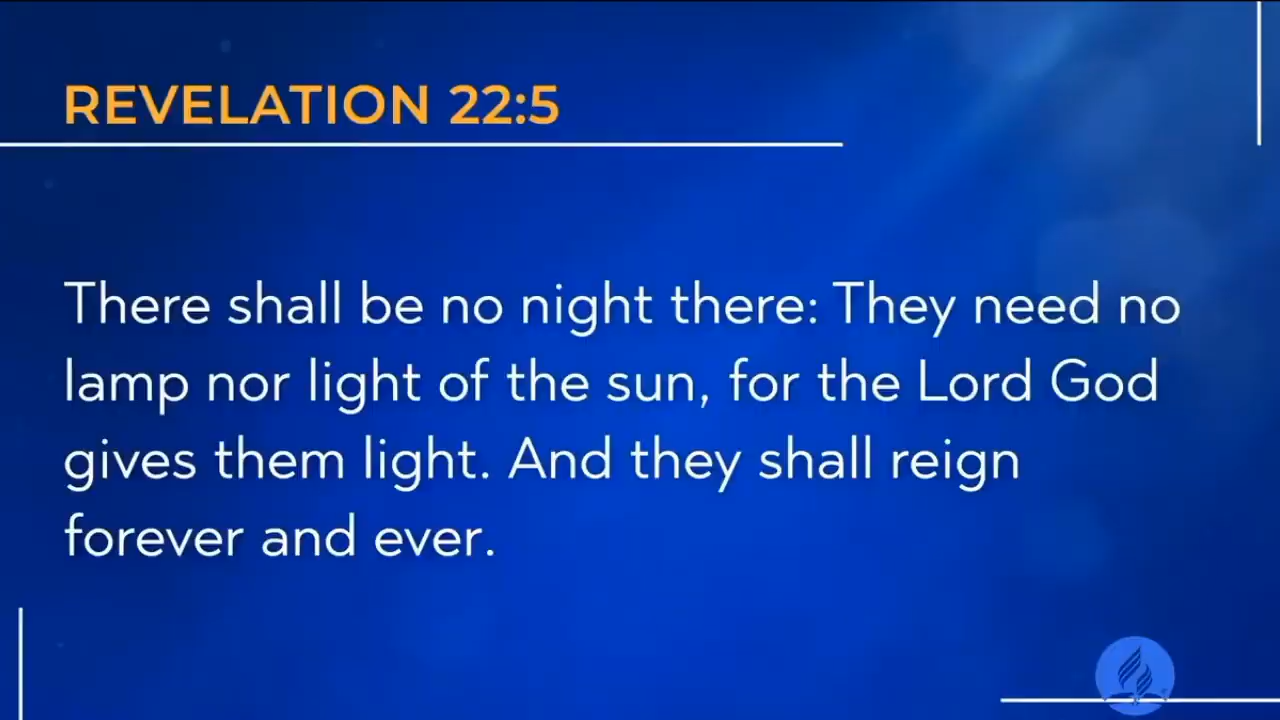 REVELATION 22:5
There shall be no night there: They need no
lamp nor light of the sun, for the Lord God
gives them light. And they shall reign
forever and ever.